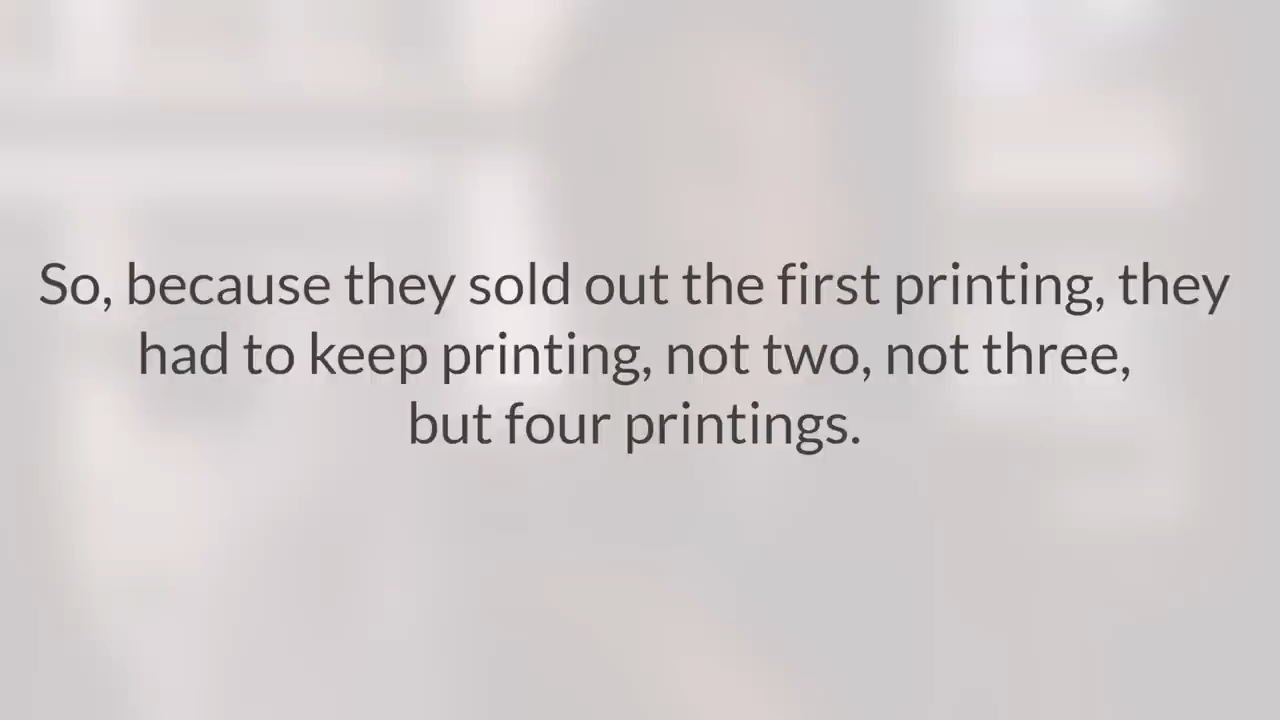 So, because they sold out the first printing, they
had to keep printing, not two, not three,
but four printings.